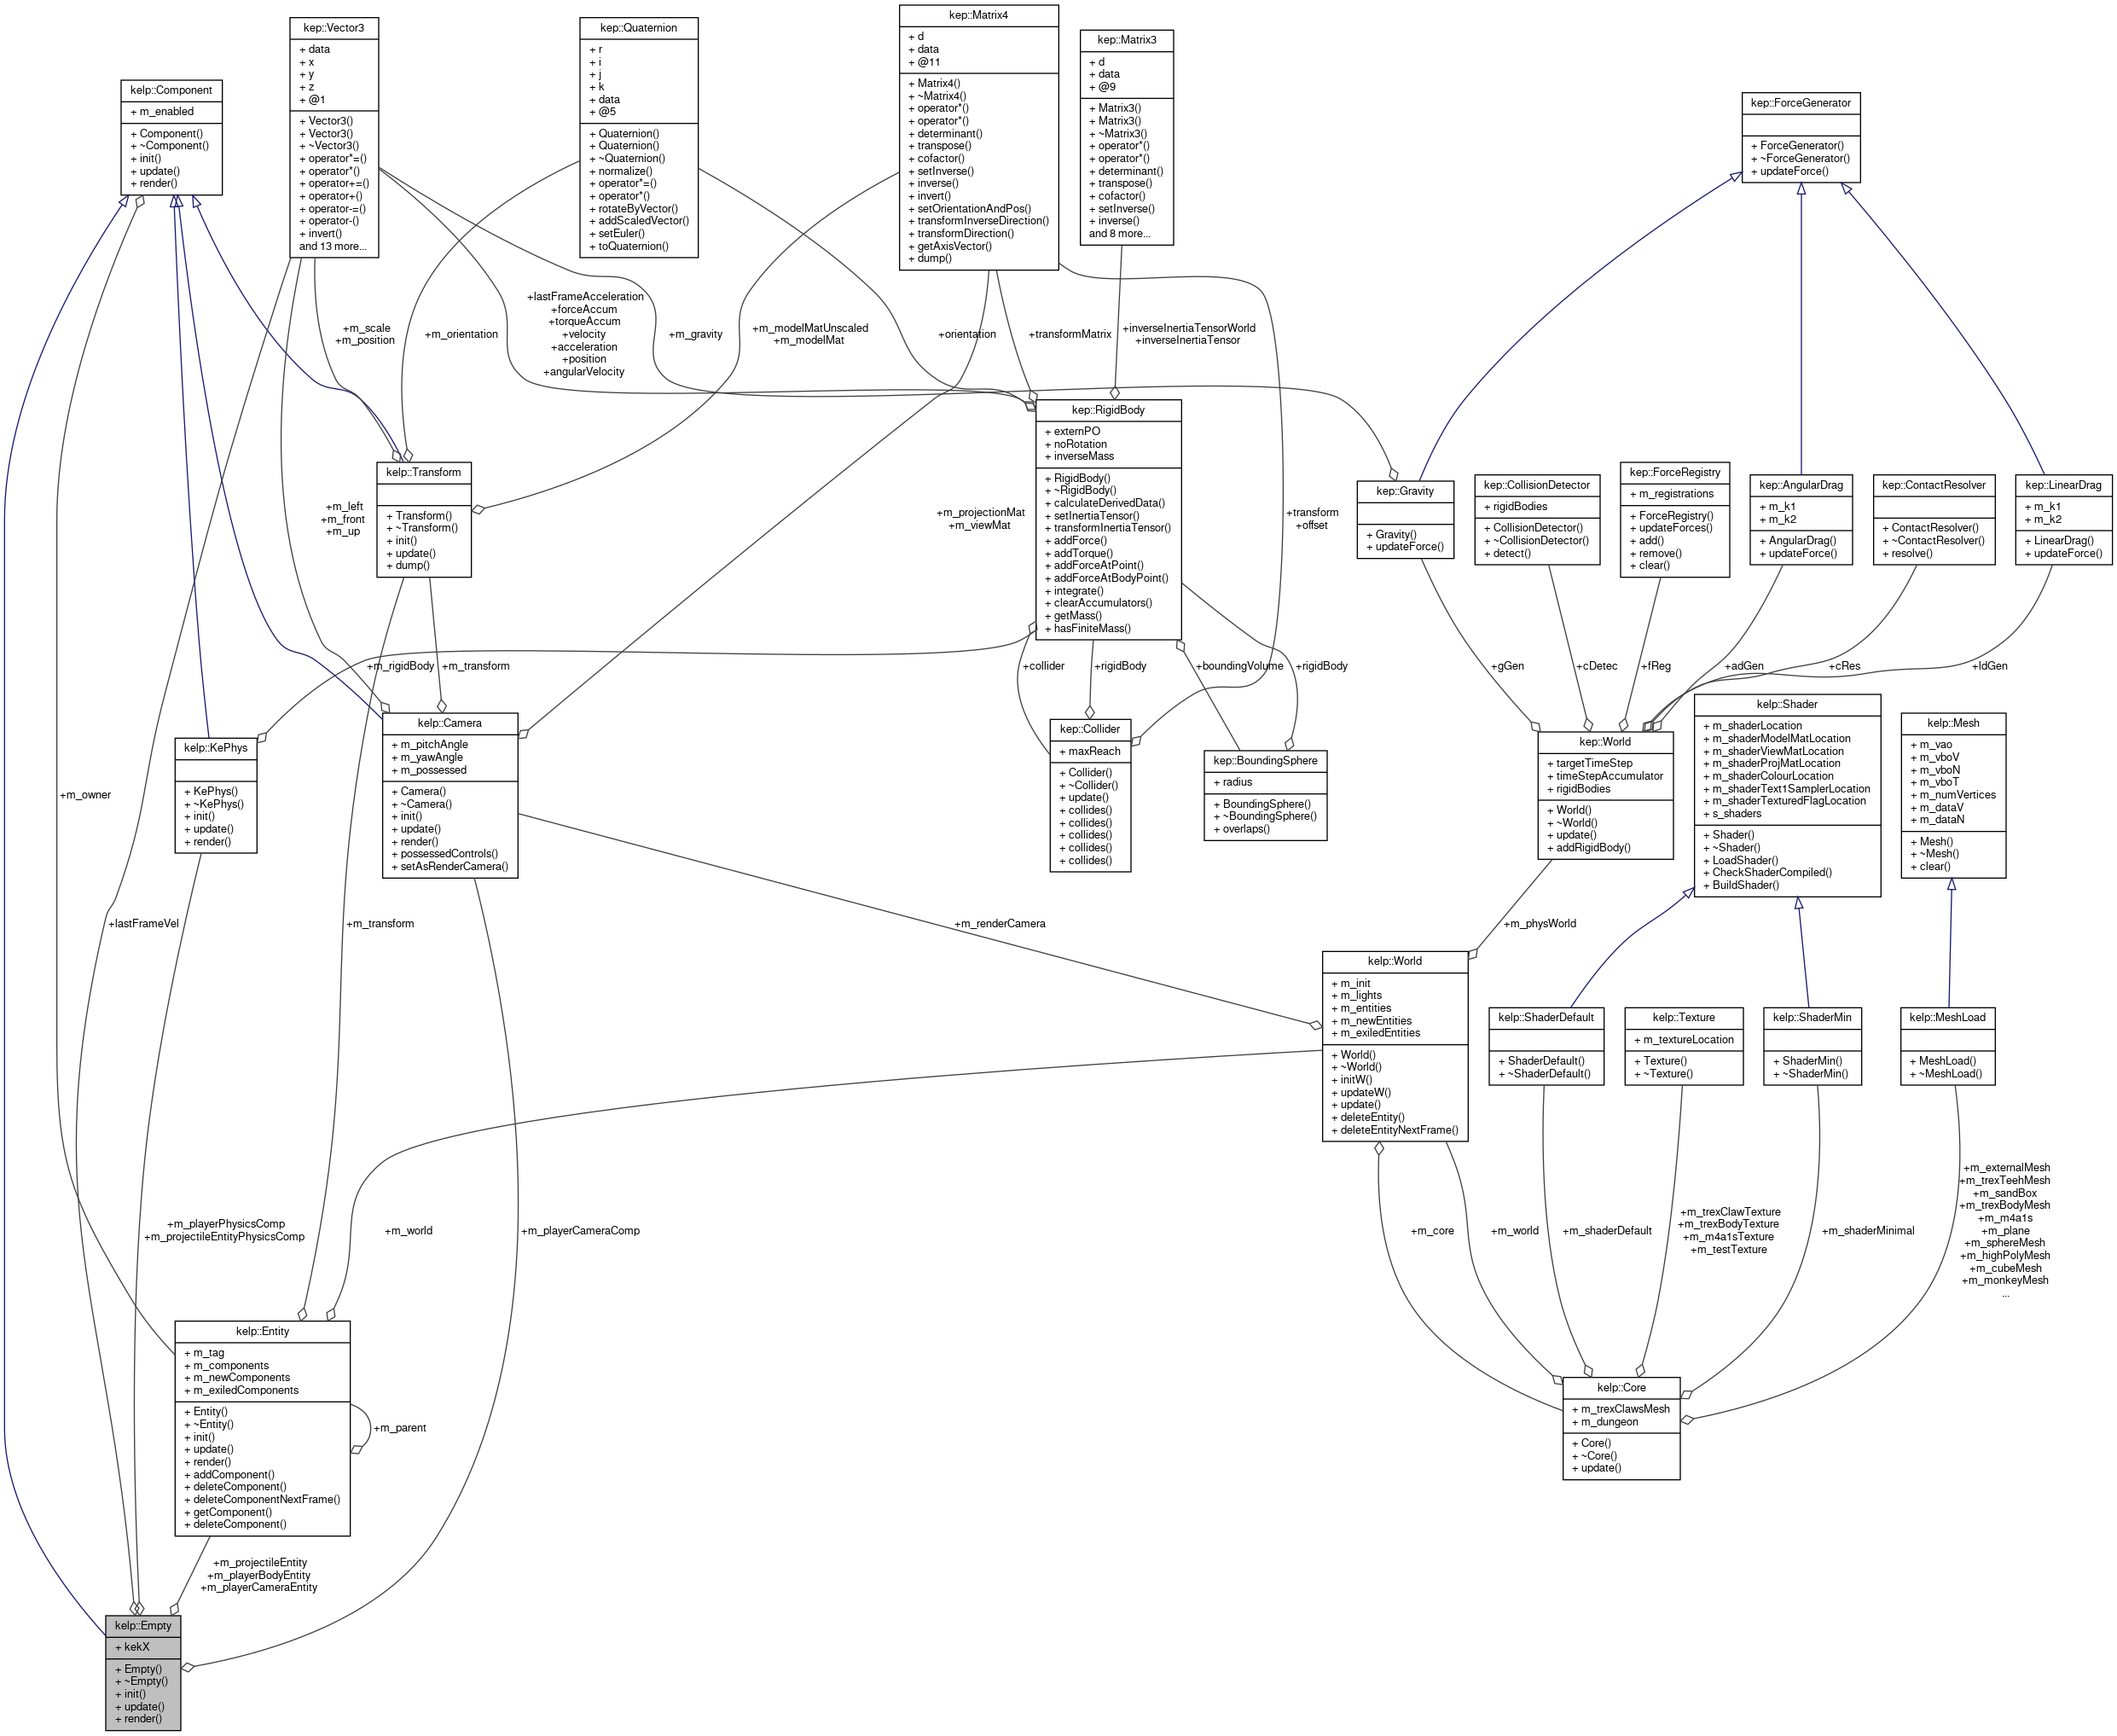 kep::Vector3
+ data
+ x
+ y
+ z
+ @1
+ Vector3()
+ Vector3()
+ ~Vector3()
+ operator*=()
+ operator*()
+ operator+=()
+ operator+()
+ operator-=()
+ operator-()
+ invert()
and 13 more...
kep::Quaternion
+ r
+ i
+ j
+ k
+ data
+ @5
+ Quaternion()
+ Quaternion()
+ ~Quaternion()
+ normalize()
+ operator*=()
+ operator*()
+ rotateByVector()
+ addScaledVector()
+ setEuler()
+ toQuaternion()
kep::Matrix4
+ d
+ data
+ @11
+ Matrix4()
+ ~Matrix4()
+ operator*()
+ operator*()
+ determinant()
+ transpose()
+ cofactor()
+ setInverse()
+ inverse()
+ invert()
+ setOrientationAndPos()
+ transformInverseDirection()
+ transformDirection()
+ getAxisVector()
+ dump()
kep::Matrix3
+ d
+ data
+ @9
+ Matrix3()
+ Matrix3()
+ ~Matrix3()
+ operator*()
+ operator*()
+ determinant()
+ transpose()
+ cofactor()
+ setInverse()
+ inverse()
and 8 more...
kelp::Component
+ m_enabled
+ Component()
+ ~Component()
+ init()
+ update()
+ render()
kep::ForceGenerator
+ ForceGenerator()
+ ~ForceGenerator()
+ updateForce()
+m_scale
+m_position
+m_orientation
+lastFrameAcceleration
+forceAccum
+torqueAccum
+velocity
+acceleration
+position
+angularVelocity
+m_gravity
+m_modelMatUnscaled
+m_modelMat
+orientation
+transformMatrix
+inverseInertiaTensorWorld
+inverseInertiaTensor
kelp::Transform
+ Transform()
+ ~Transform()
+ init()
+ update()
+ dump()
kep::RigidBody
+ externPO
+ noRotation
+ inverseMass
+ RigidBody()
+ ~RigidBody()
+ calculateDerivedData()
+ setInertiaTensor()
+ transformInertiaTensor()
+ addForce()
+ addTorque()
+ addForceAtPoint()
+ addForceAtBodyPoint()
+ integrate()
+ clearAccumulators()
+ getMass()
+ hasFiniteMass()
kep::Gravity
+ Gravity()
+ updateForce()
kep::CollisionDetector
+ rigidBodies
+ CollisionDetector()
+ ~CollisionDetector()
+ detect()
kep::ForceRegistry
+ m_registrations
+ ForceRegistry()
+ updateForces()
+ add()
+ remove()
+ clear()
kep::AngularDrag
+ m_k1
+ m_k2
+ AngularDrag()
+ updateForce()
kep::ContactResolver
+ ContactResolver()
+ ~ContactResolver()
+ resolve()
kep::LinearDrag
+ m_k1
+ m_k2
+ LinearDrag()
+ updateForce()
+m_left
+m_front
+m_up
+m_projectionMat
+m_viewMat
+transform
+offset
+m_rigidBody
+m_transform
+collider
+rigidBody
+boundingVolume
+rigidBody
+gGen
+cDetec
+fReg
+adGen
+cRes
+ldGen
kelp::KePhys
+ KePhys()
+ ~KePhys()
+ init()
+ update()
+ render()
kelp::Camera
+ m_pitchAngle
+ m_yawAngle
+ m_possessed
+ Camera()
+ ~Camera()
+ init()
+ update()
+ render()
+ possessedControls()
+ setAsRenderCamera()
kep::Collider
+ maxReach
+ Collider()
+ ~Collider()
+ update()
+ collides()
+ collides()
+ collides()
+ collides()
+ collides()
kep::BoundingSphere
+ radius
+ BoundingSphere()
+ ~BoundingSphere()
+ overlaps()
kep::World
+ targetTimeStep
+ timeStepAccumulator
+ rigidBodies
+ World()
+ ~World()
+ update()
+ addRigidBody()
kelp::Shader
+ m_shaderLocation
+ m_shaderModelMatLocation
+ m_shaderViewMatLocation
+ m_shaderProjMatLocation
+ m_shaderColourLocation
+ m_shaderText1SamplerLocation
+ m_shaderTexturedFlagLocation
+ s_shaders
+ Shader()
+ ~Shader()
+ LoadShader()
+ CheckShaderCompiled()
+ BuildShader()
kelp::Mesh
+ m_vao
+ m_vboV
+ m_vboN
+ m_vboT
+ m_numVertices
+ m_dataV
+ m_dataN
+ Mesh()
+ ~Mesh()
+ clear()
+m_owner
+lastFrameVel
+m_transform
+m_renderCamera
+m_physWorld
kelp::World
+ m_init
+ m_lights
+ m_entities
+ m_newEntities
+ m_exiledEntities
+ World()
+ ~World()
+ initW()
+ updateW()
+ update()
+ deleteEntity()
+ deleteEntityNextFrame()
kelp::ShaderDefault
+ ShaderDefault()
+ ~ShaderDefault()
kelp::Texture
+ m_textureLocation
+ Texture()
+ ~Texture()
kelp::ShaderMin
+ ShaderMin()
+ ~ShaderMin()
kelp::MeshLoad
+ MeshLoad()
+ ~MeshLoad()
+m_playerPhysicsComp
+m_projectileEntityPhysicsComp
+m_world
+m_playerCameraComp
+m_core
+m_world
+m_shaderDefault
+m_trexClawTexture
+m_trexBodyTexture
+m_m4a1sTexture
+m_testTexture
+m_shaderMinimal
+m_externalMesh
+m_trexTeehMesh
+m_sandBox
+m_trexBodyMesh
+m_m4a1s
+m_plane
+m_sphereMesh
+m_highPolyMesh
+m_cubeMesh
+m_monkeyMesh
...
kelp::Entity
+ m_tag
+ m_components
+ m_newComponents
+ m_exiledComponents
+ Entity()
+ ~Entity()
+ init()
+ update()
+ render()
+ addComponent()
+ deleteComponent()
+ deleteComponentNextFrame()
+ getComponent()
+ deleteComponent()
+m_parent
kelp::Core
+ m_trexClawsMesh
+ m_dungeon
+ Core()
+ ~Core()
+ update()
+m_projectileEntity
+m_playerBodyEntity
+m_playerCameraEntity
kelp::Empty
+ kekX
+ Empty()
+ ~Empty()
+ init()
+ update()
+ render()